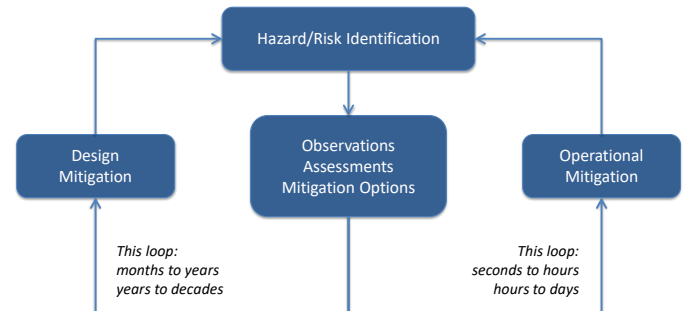 Hazard/Risk Identification
Design
Mitigation
Observations
Assessments
Mitigation Options
Operational
Mitigation
This loop:
months to years
years to decades
This loop:
seconds to hours
hours to days